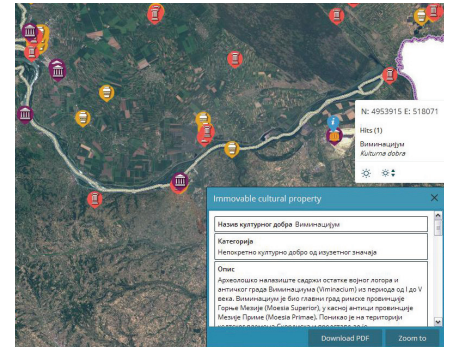 N: 4953915 E: 518071
Hits (1)
Виминацијум
Kulturna dobra
Immovable cultural property
Назив културног добра Виминацијум
Категорија
Непокретно културно добро од изузетног значаја
Опис
Археолошко налазиште садржи остатке војног логора и
античког града Виминацијума (Viminacium) из периода од I до V
века. Виминацијум је био главни град римске провинције
Горње Мезије (Moesia Superior), у касној антици провинције
Мезије Приме (Moesia Primae). Поникао је на територији
Download PDF
Zoom to